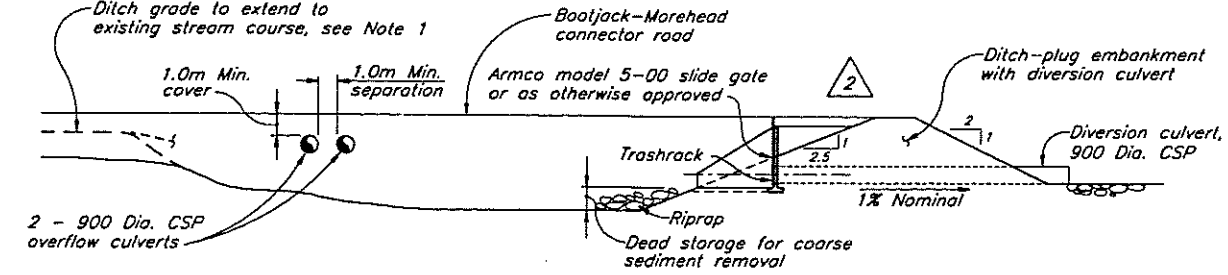 Ditch grade to extend to
existing stream course, see Note 1
Bootjack-Morehead
connector road
1.0m Min.
cover
1.0m Min.
separation
Armco model 5-00 slide gate
or as otherwise approved
2
Ditch-plug embankment
with diversion culvert
2
1
Diversion culvert,
900 Dia. CSP
1
2.5
Trashrack
1% Nominal
2 - 900 Dia. CSP
overflow culverts
Riprap
Dead storage for coarse
sediment removal